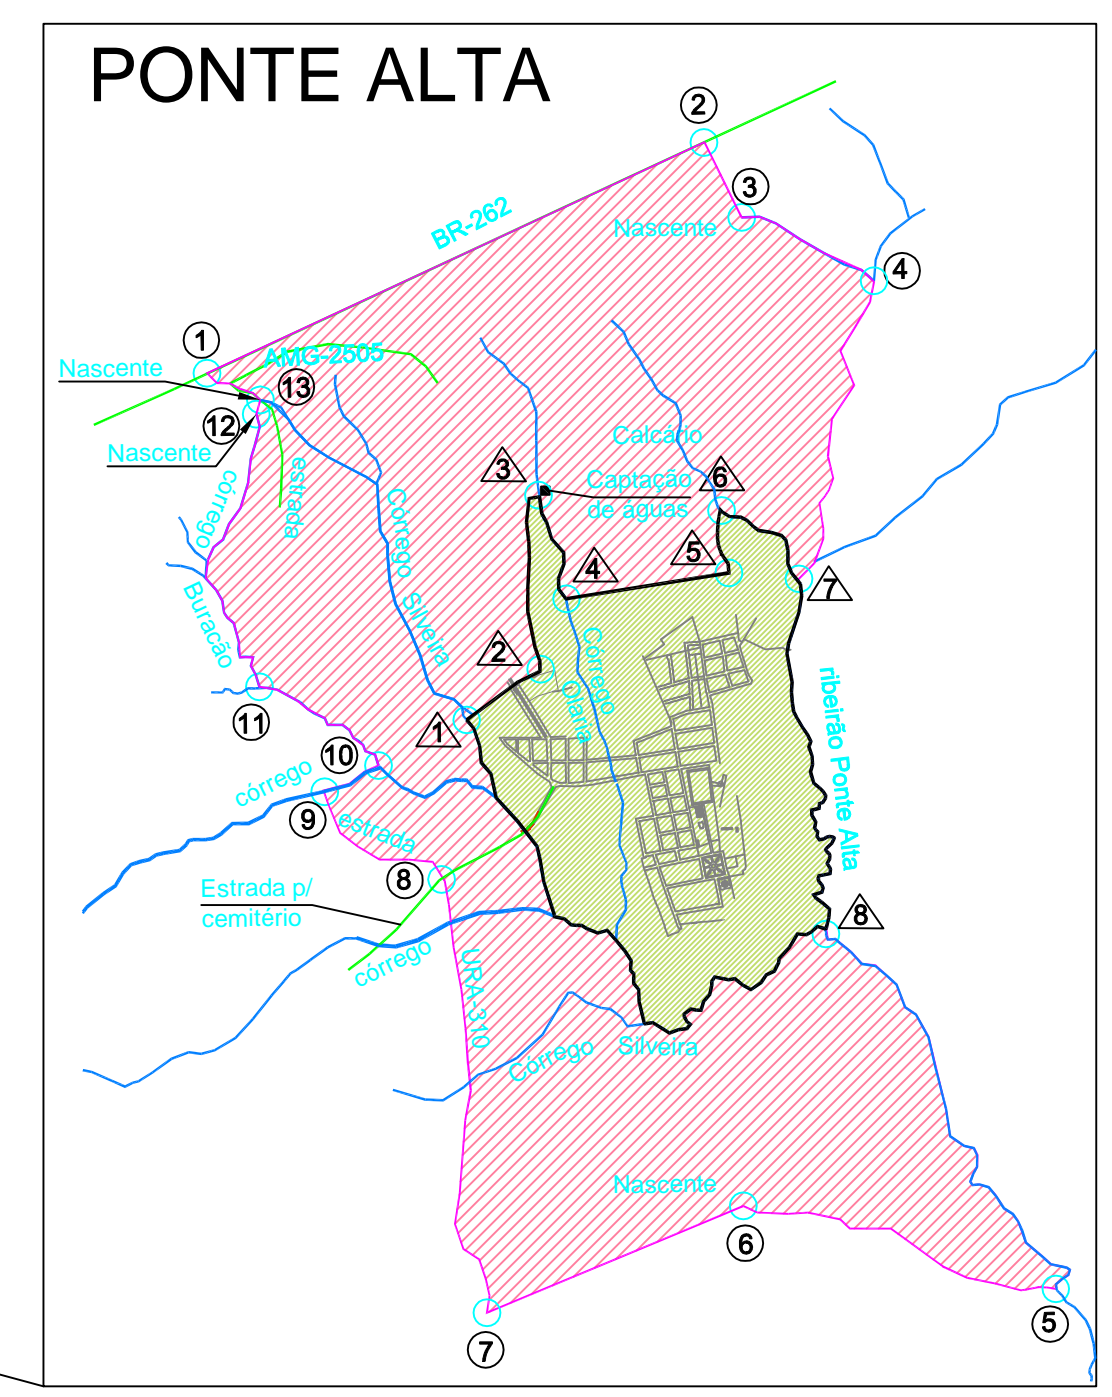 PONTE ALTA
2
BR-262
3
Nascente
4
1
AMG-2505
Nascente
13
12
Nascente
Calcário
3
Captação
de águas
6
córrego
estrada
Córrego
Silveira
5
4
7
Buracão
2
Córrego
Olaria
ribeirão Ponte Alta
11
1
10
córrego
9
estrada
8
Estrada p/
cemitério
8
córrego
URA-310
Córrego
Silveira
Nascente
6
5
7